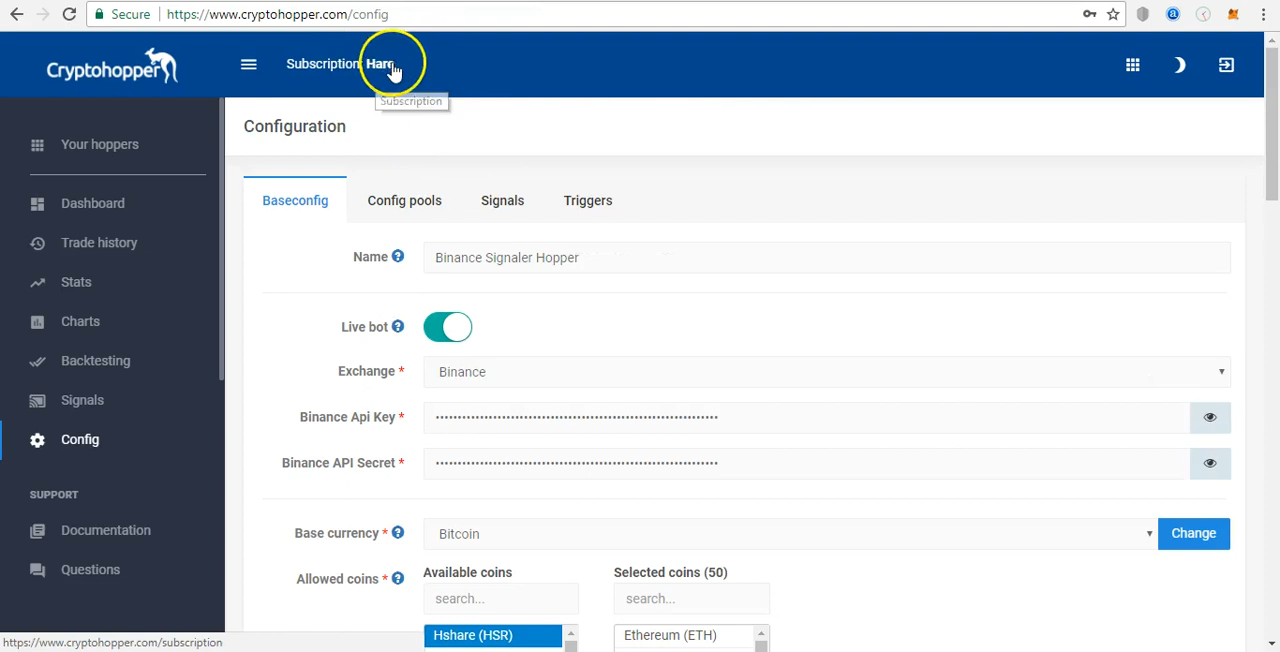 Secure
https://www.cryptohopper.com/config
Cryptohopper
Subscription: Hare
Subscription
Your hoppers
Dashboard
Trade history
Stats
Charts
Backtesting
Signals
Config
SUPPORT
Documentation
Questions
https://www.cryptohopper.com/subscription
Configuration
Baseconfig Config pools Signals Triggers
Name Binance Signaler Hopper
Live bot
Exchange * Binance
Binance Api Key * ••••••••••••••••••••••••••••••••••••••••••••••••••••••••••••••••
Binance API Secret * ••••••••••••••••••••••••••••••••••••••••••••••••••••••••••••••••
Base currency * Bitcoin Change
Allowed coins * Available coins Selected coins (50)
search... search...
Hshare (HSR) Ethereum (ETH)